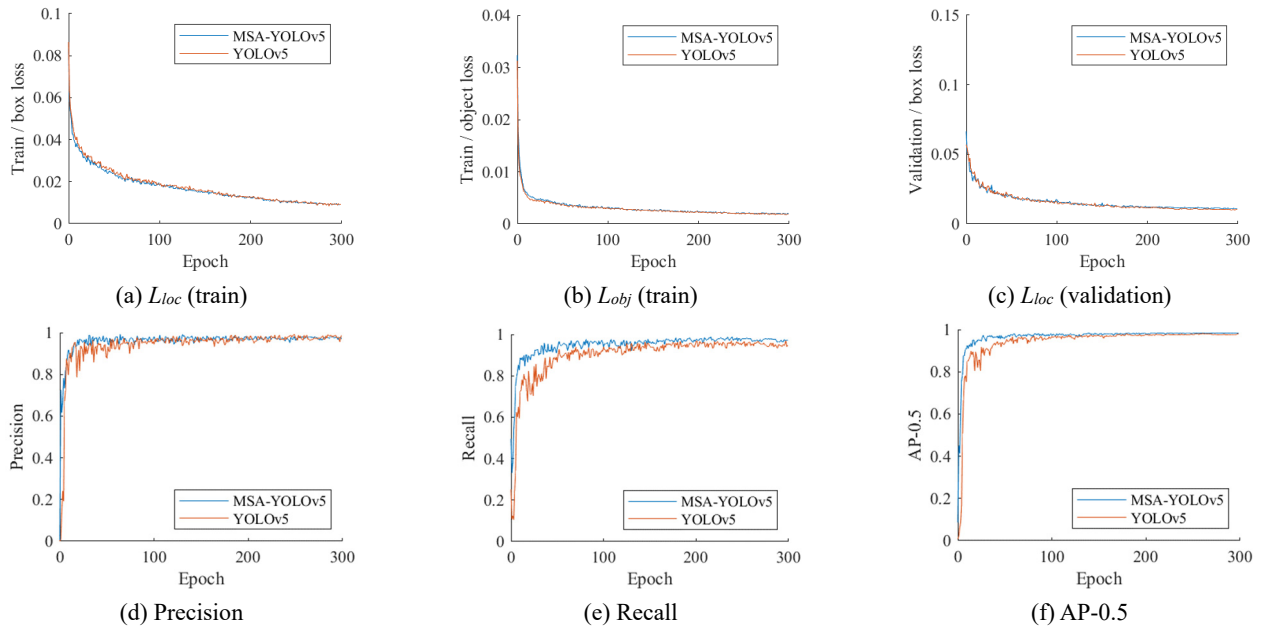 0.1
0.08
0.06
0.04
0.02
0
Train / box loss
MSA-YOLOv5
YOLOv5
0 100 200 300
Epoch
(a) Lloc (train)
0.04
0.03
0.02
0.01
0
Train / object loss
MSA-YOLOv5
YOLOv5
0 100 200 300
Epoch
(b) Lobj (train)
0.15
0.1
0.05
0
Validation / box loss
MSA-YOLOv5
YOLOv5
0 100 200 300
Epoch
(c) Lloc (validation)
1
0.8
0.6
0.4
0.2
0
Precision
MSA-YOLOv5
YOLOv5
0 100 200 300
Epoch
(d) Precision
1
0.8
0.6
0.4
0.2
0
Recall
MSA-YOLOv5
YOLOv5
0 100 200 300
Epoch
(e) Recall
1
0.8
0.6
0.4
0.2
0
AP-0.5
MSA-YOLOv5
YOLOv5
0 100 200 300
Epoch
(f) AP-0.5